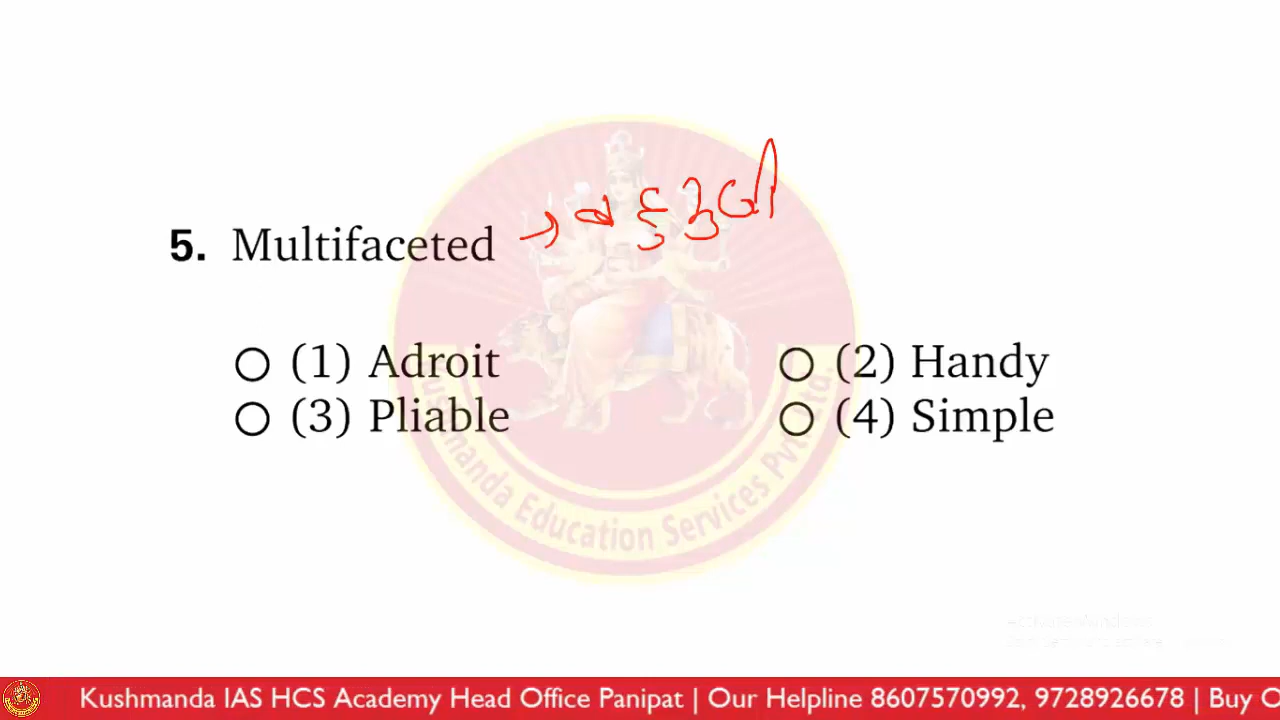 5. Multifaceted → बहुमुखी
(1) Adroit (2) Handy
(3) Pliable (4) Simple
Kushmanda Education Services Pvt. Ltd.
Kushmanda IAS HCS Academy Head Office Panipat | Our Helpline 8607570992, 9728926678 | Buy